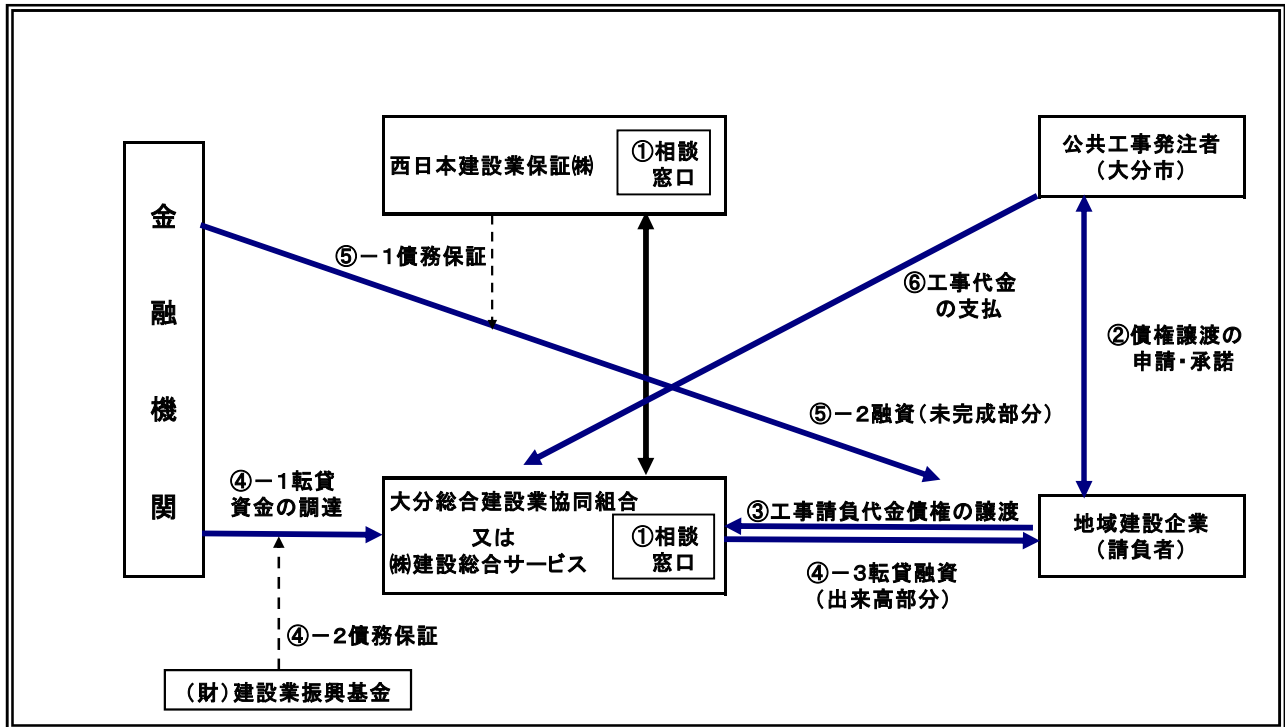 西日本建設業保証㈱
①相談
窓口
公共工事発注者
（大分市）
金
融
機
関
⑤－１債務保証
⑥工事代金
の支払
②債権譲渡の
申請・承諾
⑤－２融資（未完成部分）
④－１転貸
資金の調達
大分総合建設業協同組合
又は
㈱建設総合サービス
①相談
窓口
③工事請負代金債権の譲渡
④－３転貸融資
（出来高部分）
地域建設企業
（請負者）
④－２債務保証
（財）建設業振興基金